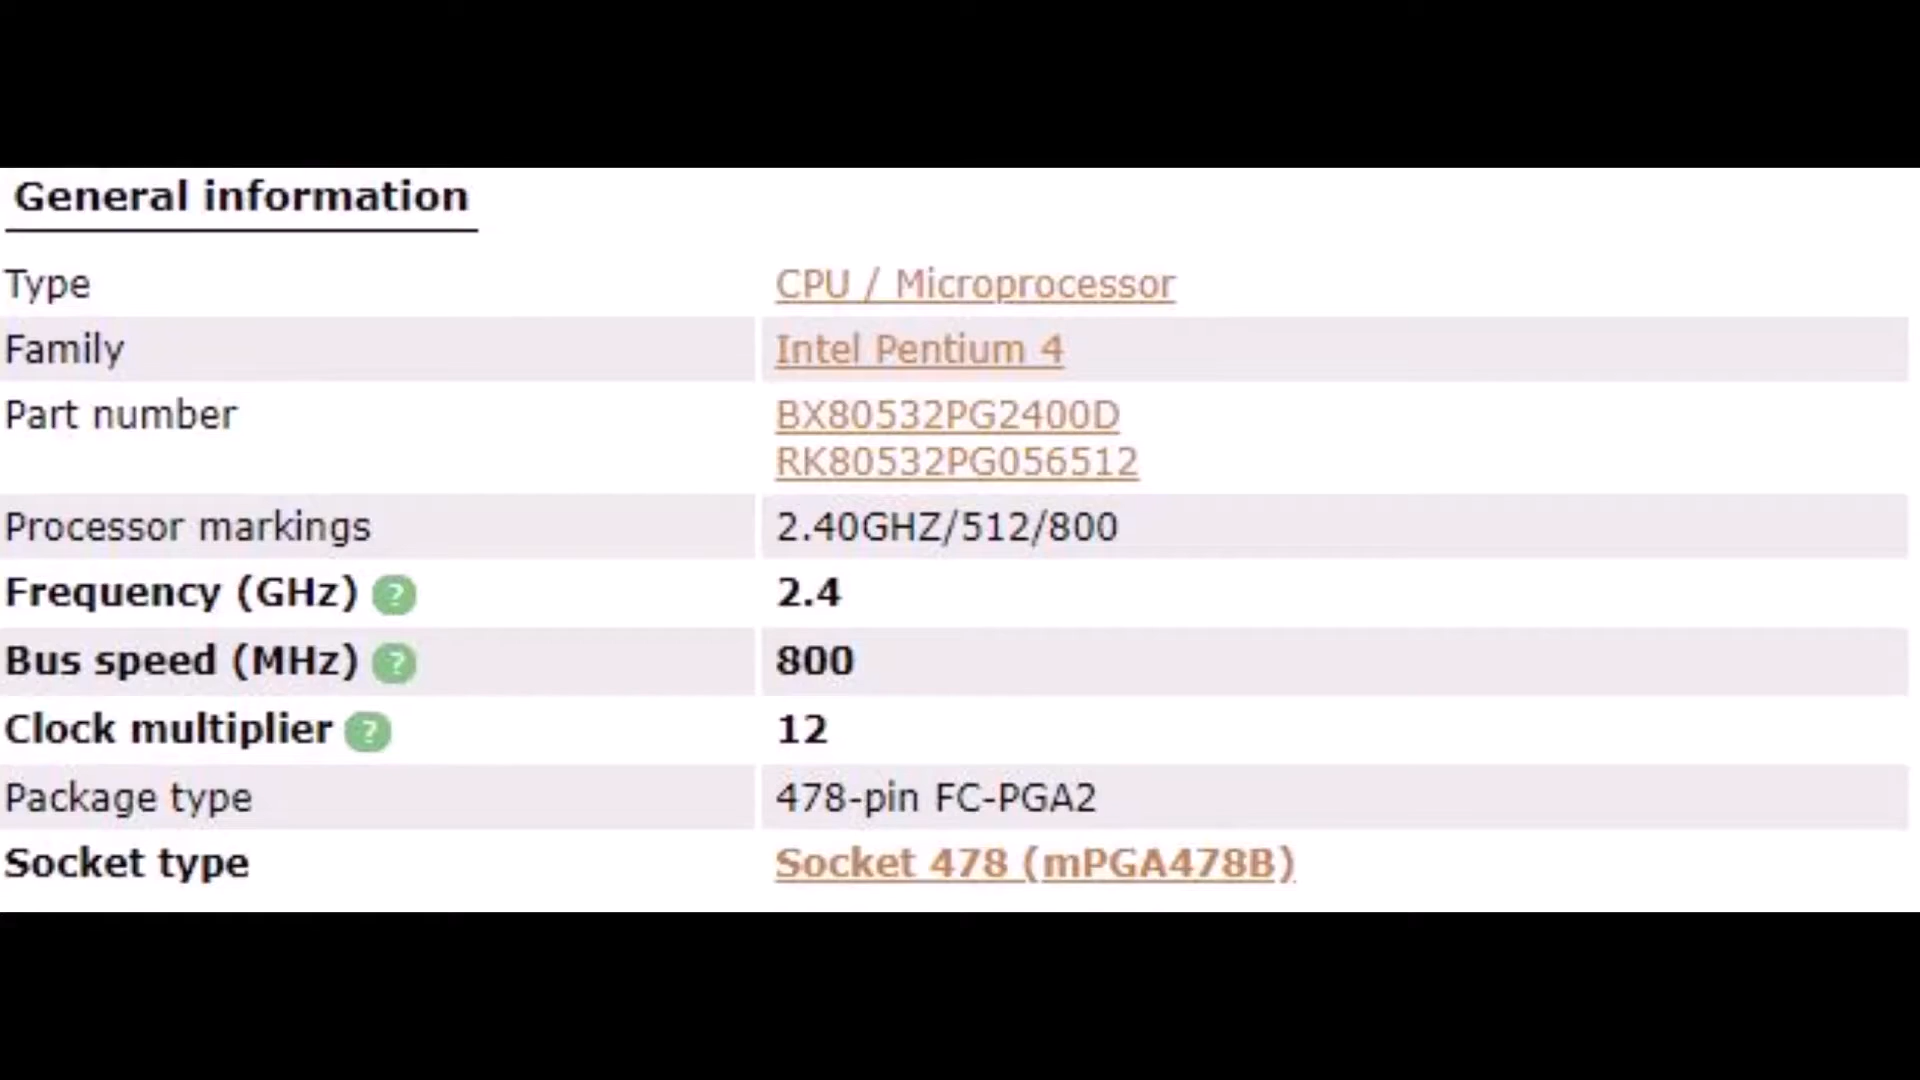 General information
Type CPU / Microprocessor
Family Intel Pentium 4
Part number BX80532PG2400D
RK80532PG056512
Processor markings 2.40GHZ/512/800
Frequency (GHz) ? 2.4
Bus speed (MHz) ? 800
Clock multiplier ? 12
Package type 478-pin FC-PGA2
Socket type Socket 478 (mPGA478B)